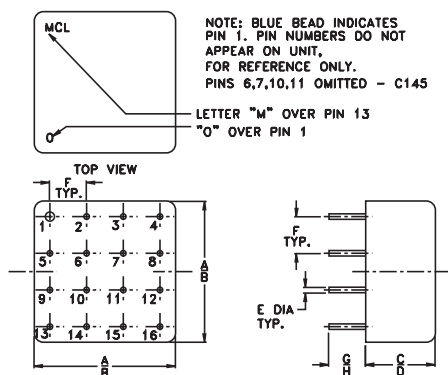 MCL
O
NOTE: BLUE BEAD INDICATES
PIN 1. PIN NUMBERS DO NOT
APPEAR ON UNIT,
FOR REFERENCE ONLY.
PINS 6,7,10,11 OMITTED – C145
LETTER "M" OVER PIN 13
"O" OVER PIN 1
TOP VIEW
F
TYP.
1 2 3 4
5 6 7 8
9 10 11 12
13 14 15 16
A
B
A
B
F
TYP.
E DIA
TYP.
G
H
C
D